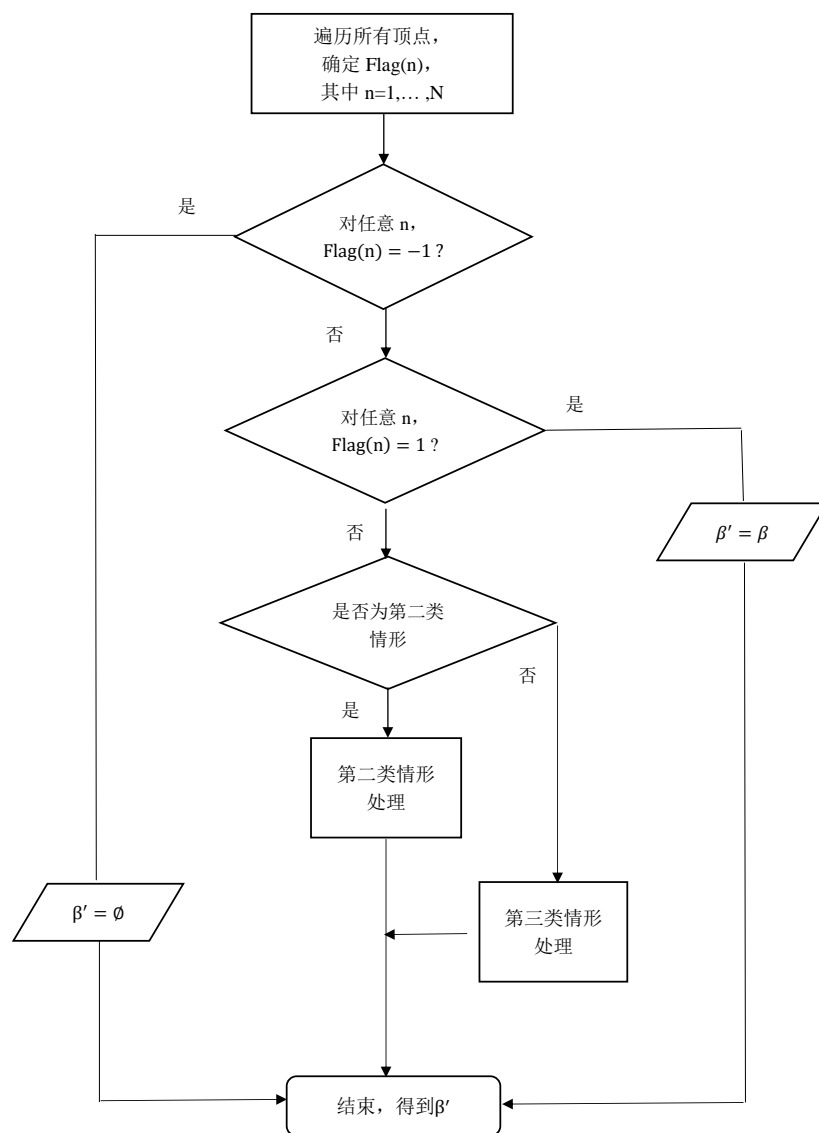 遍历所有顶点，
确定 Flag(n)，
其中 n=1,… ,N
是
对任意 n，
Flag(n) = −1 ?
否
对任意 n，
Flag(n) = 1 ?
是
否
β′ = β
是否为第二类
情形
否
是
第二类情形
处理
β′ = ∅
第三类情形
处理
结束，得到β′